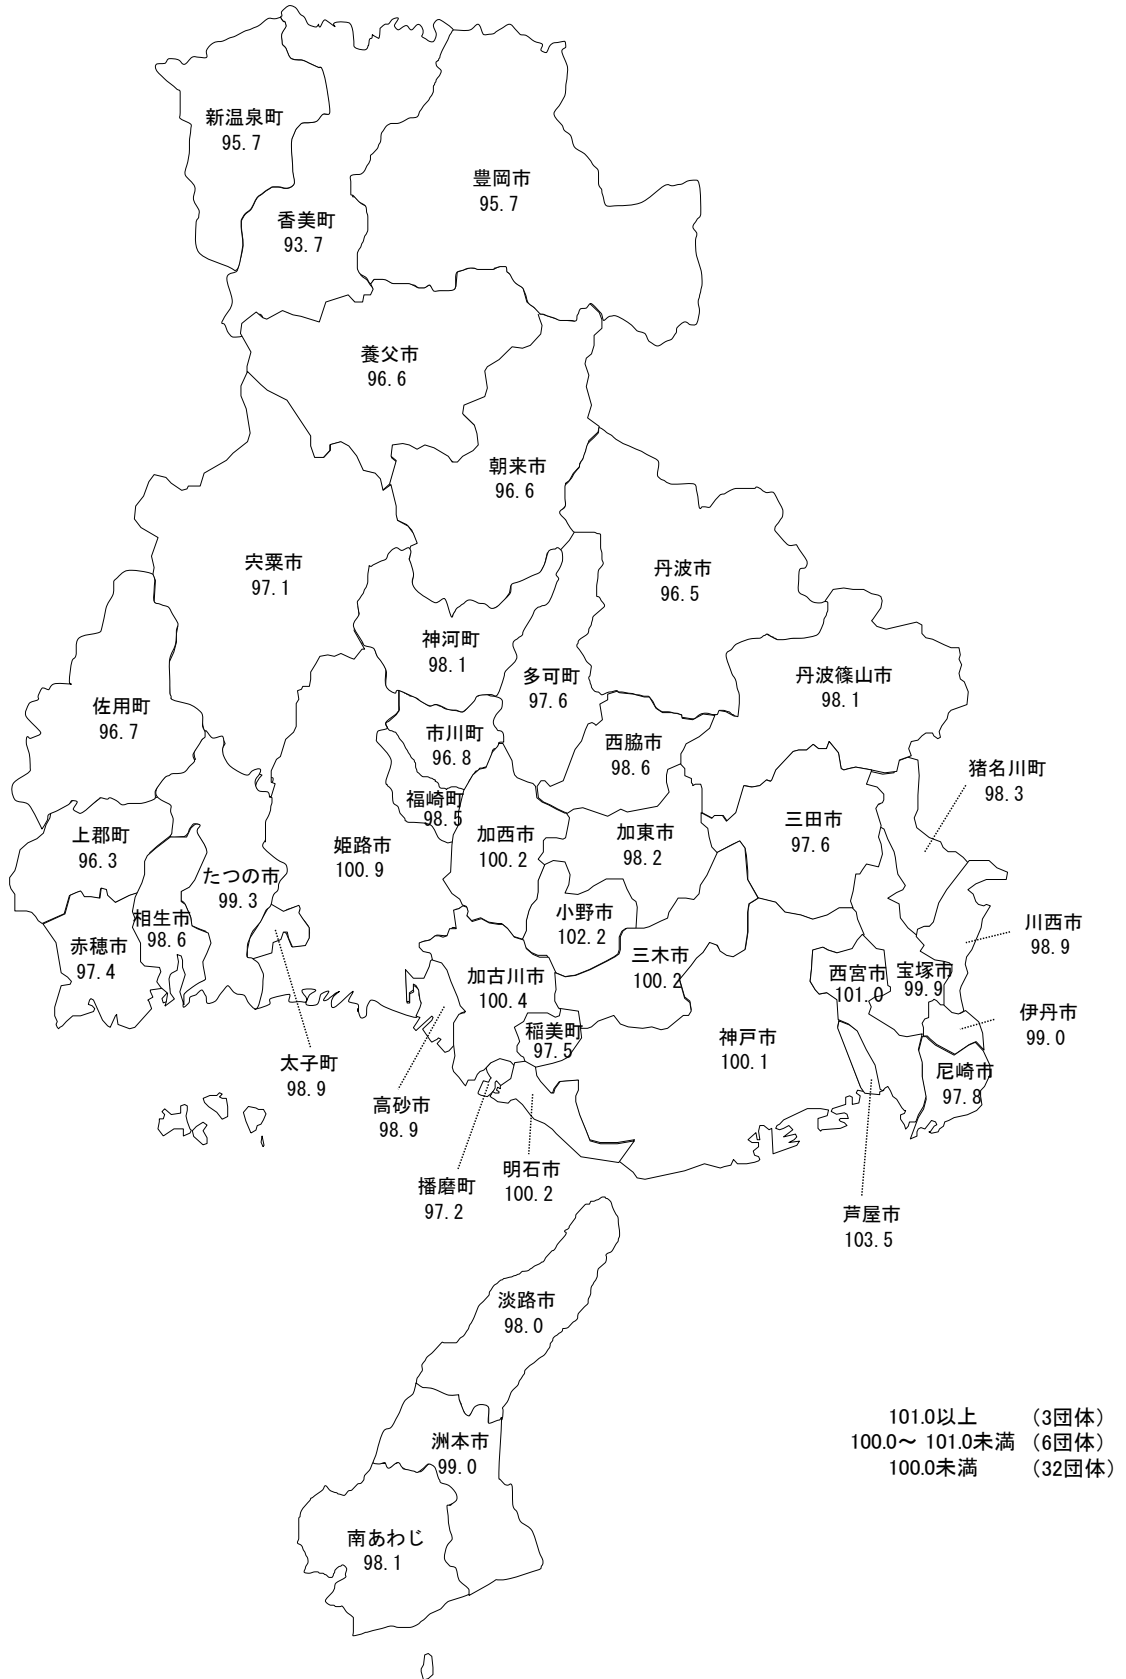 新温泉町
95.7
豊岡市
95.7
香美町
93.7
養父市
96.6
朝来市
96.6
宍粟市
97.1
丹波市
96.5
神河町
98.1
多可町
97.6
丹波篠山市
98.1
佐用町
96.7
市川町
96.8
西脇市
98.6
猪名川町
98.3
福崎町
98.5
上郡町
96.3
姫路市
100.9
加西市
100.2
加東市
98.2
三田市
97.6
たつの市
99.3
相生市
98.6
小野市
102.2
川西市
98.9
赤穂市
97.4
加古川市
100.4
三木市
100.2
西宮市
101.0
宝塚市
99.9
伊丹市
99.0
稲美町
97.5
神戸市
100.1
太子町
98.9
尼崎市
97.8
高砂市
98.9
播磨町
97.2
明石市
100.2
芦屋市
103.5
淡路市
98.0
101.0以上 (3団体)
100.0~ 101.0未満 (6団体)
100.0未満 (32団体)
洲本市
99.0
南あわじ
98.1